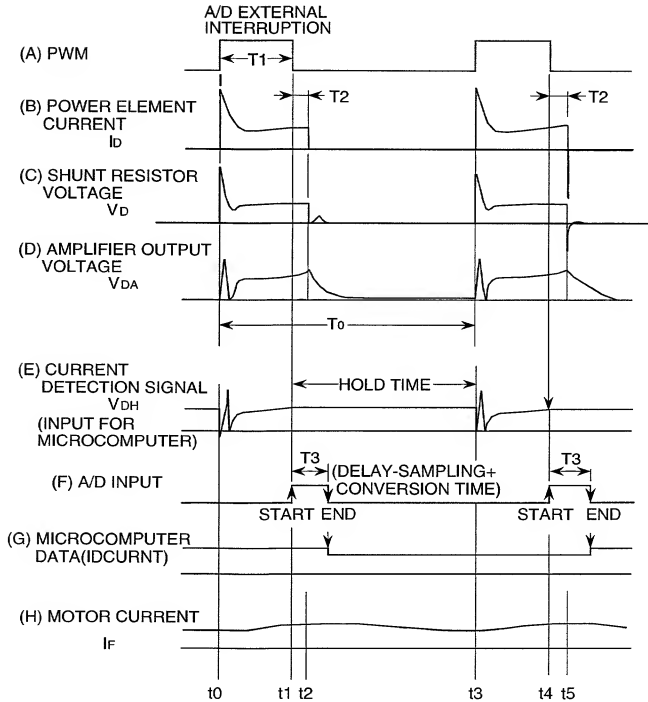 A/D EXTERNAL
INTERRUPTION
(A) PWM
T1
T2
T2
(B) POWER ELEMENT
CURRENT
ID
(C) SHUNT RESISTOR
VOLTAGE
VD
(D) AMPLIFIER OUTPUT
VOLTAGE
VDA
T0
(E) CURRENT
DETECTION SIGNAL
VDH
(INPUT FOR
MICROCOMPUTER)
HOLD TIME
T3
T3
(F) A/D INPUT
(DELAY-SAMPLING+
CONVERSION TIME)
START END
START END
(G) MICROCOMPUTER
DATA(IDCURNT)
(H) MOTOR CURRENT
IF
t0 t1 t2 t3 t4 t5